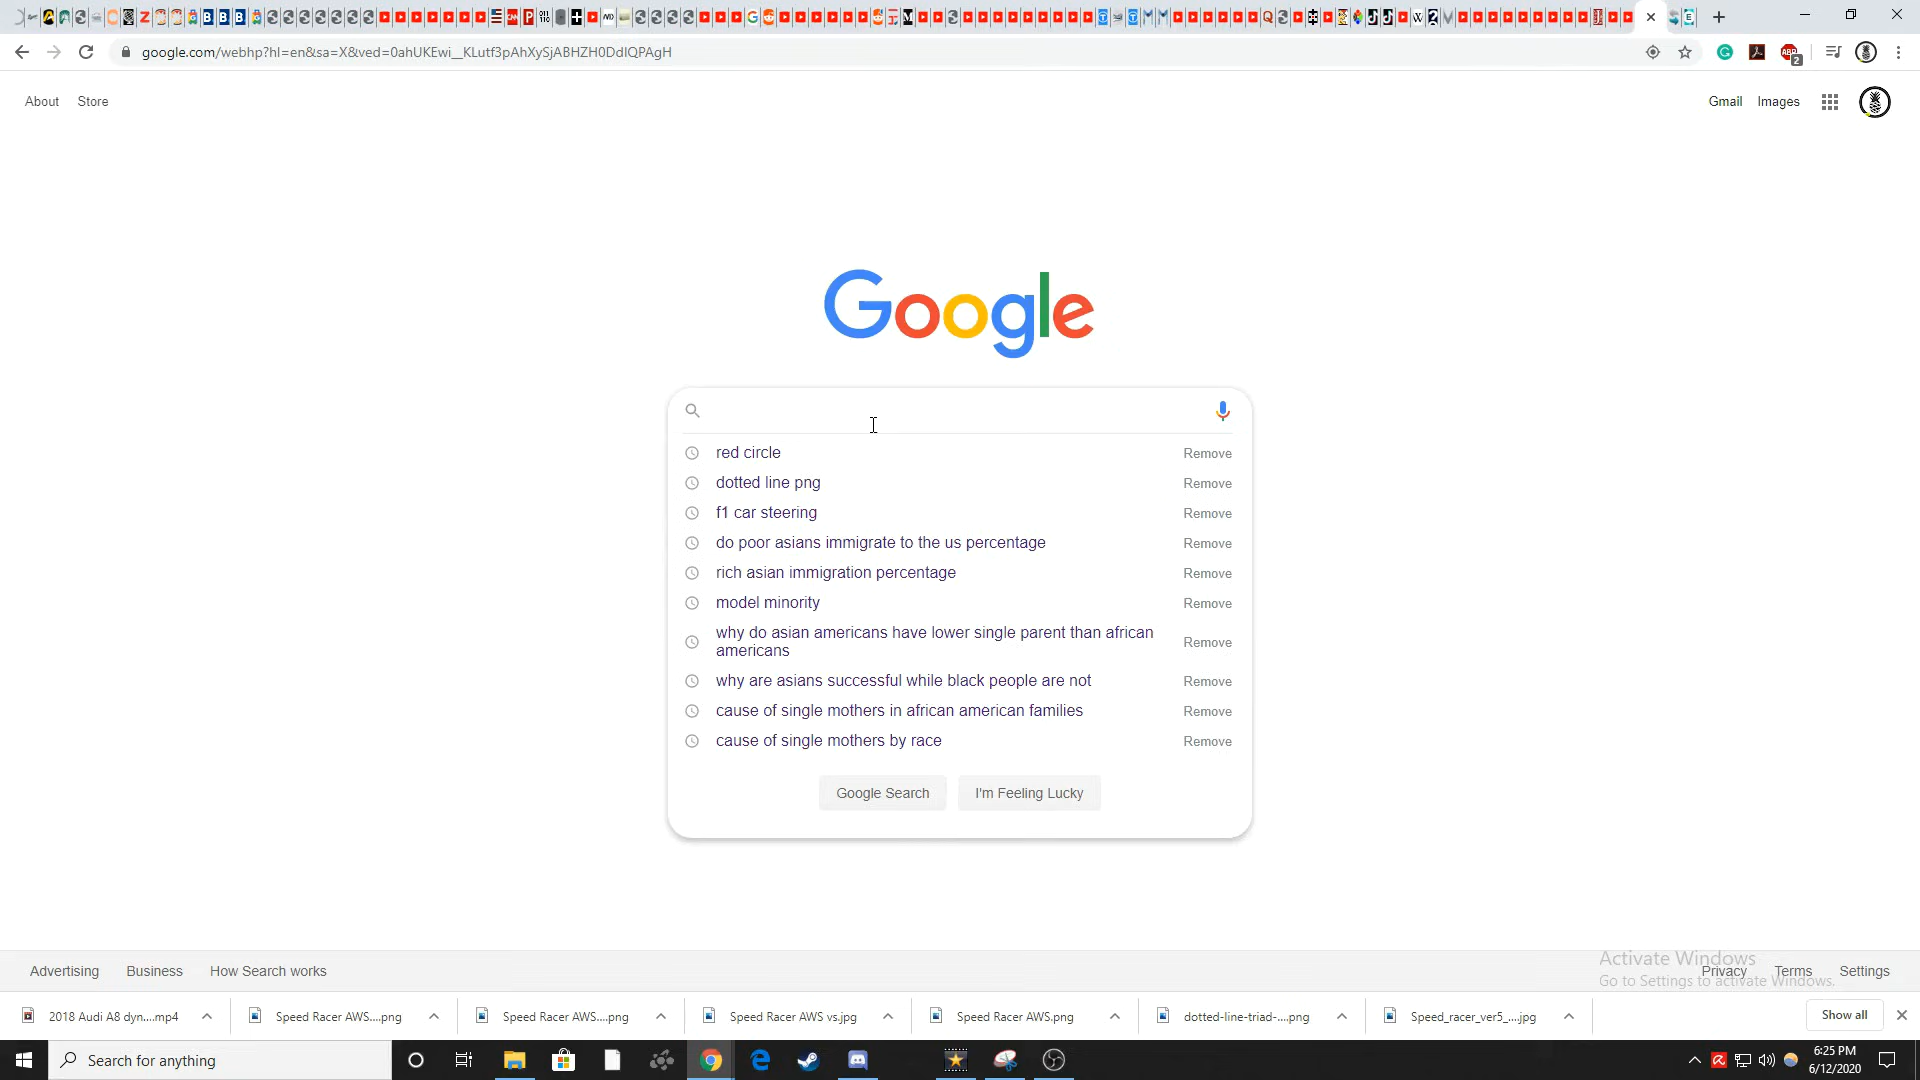 google.com/webhp?hl=en&sa=X&ved=0ahUKEwi__KLutf3pAhXySjABHZH0DdIQPAgH
ABP
2
About Store
Gmail Images
Google
red circle Remove
dotted line png Remove
f1 car steering Remove
do poor asians immigrate to the us percentage Remove
rich asian immigration percentage Remove
model minority Remove
why do asian americans have lower single parent than african
americans Remove
why are asians successful while black people are not Remove
cause of single mothers in african american families Remove
cause of single mothers by race Remove
Google Search I'm Feeling Lucky
Activate Windows
Go to Settings to activate Windows.
Advertising Business How Search works Privacy Terms Settings
2018 Audi A8 dyn....mp4 Speed Racer AWS....png Speed Racer AWS....png Speed Racer AWS vs.jpg Speed Racer AWS.png dotted-line-triad-....png Speed_racer_ver5_....jpg Show all
Search for anything
6:25 PM
6/12/2020